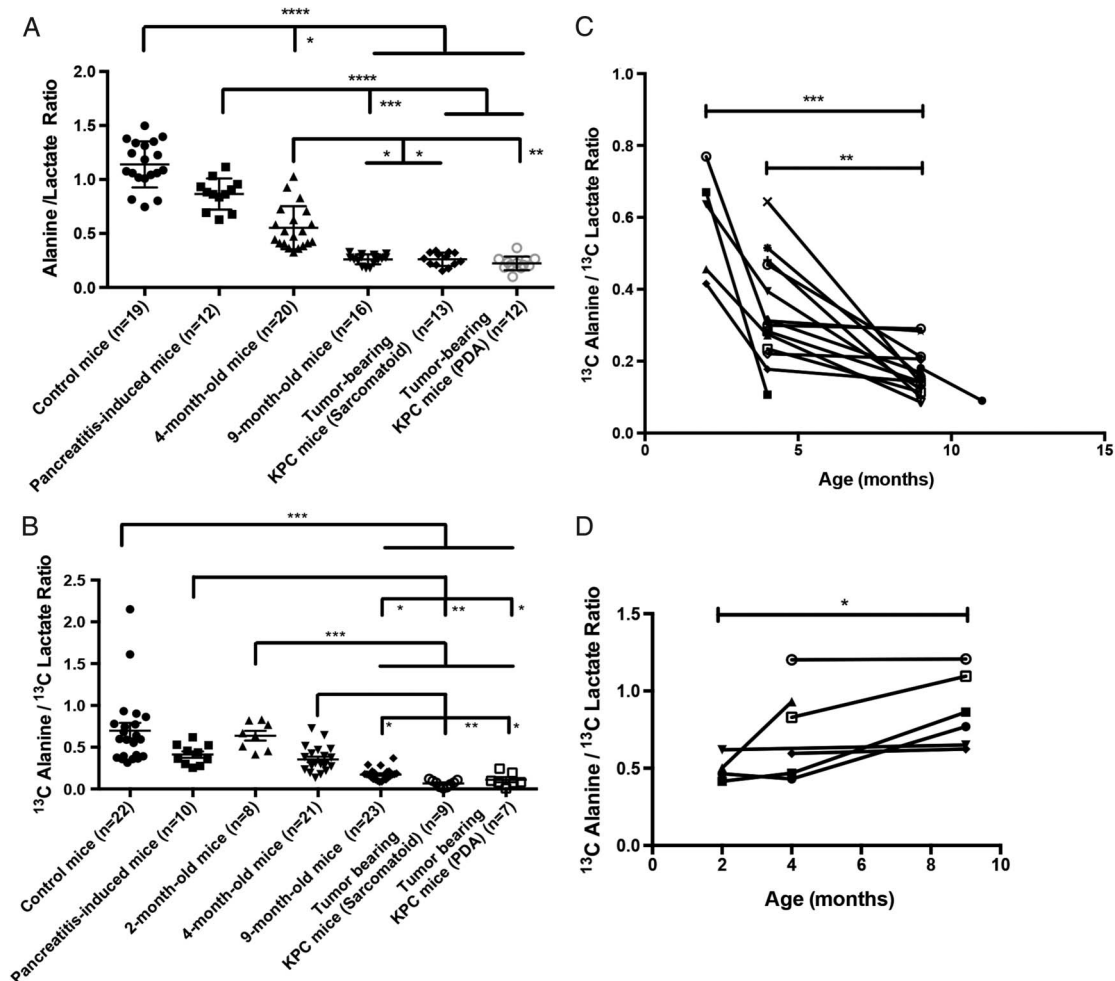 A
****
*
****
***
* *
**
Alanine /Lactate Ratio
2.0
1.5
1.0
0.5
0.0
Control mice (n=19)
Pancreatitis-induced mice (n=12)
4-month-old mice (n=20)
9-month-old mice (n=16)
Tumor-bearing
KPC mice (Sarcomatoid) (n=13)
Tumor-bearing
KPC mice (PDA) (n=12)
B
***
* ** *
***
* ** *
13C Alanine / 13C Lactate Ratio
2.5
2.0
1.5
1.0
0.5
0.0
Control mice (n=22)
Pancreatitis-induced mice (n=10)
2-month-old mice (n=8)
4-month-old mice (n=21)
9-month-old mice (n=23)
Tumor bearing
KPC mice (Sarcomatoid) (n=9)
Tumor bearing
KPC mice (PDA) (n=7)
C
***
**
13C Alanine / 13C Lactate Ratio
1.0
0.8
0.6
0.4
0.2
0.0
0 5 10 15
Age (months)
D
*
13C Alanine / 13C Lactate Ratio
1.5
1.0
0.5
0.0
0 2 4 6 8 10
Age (months)